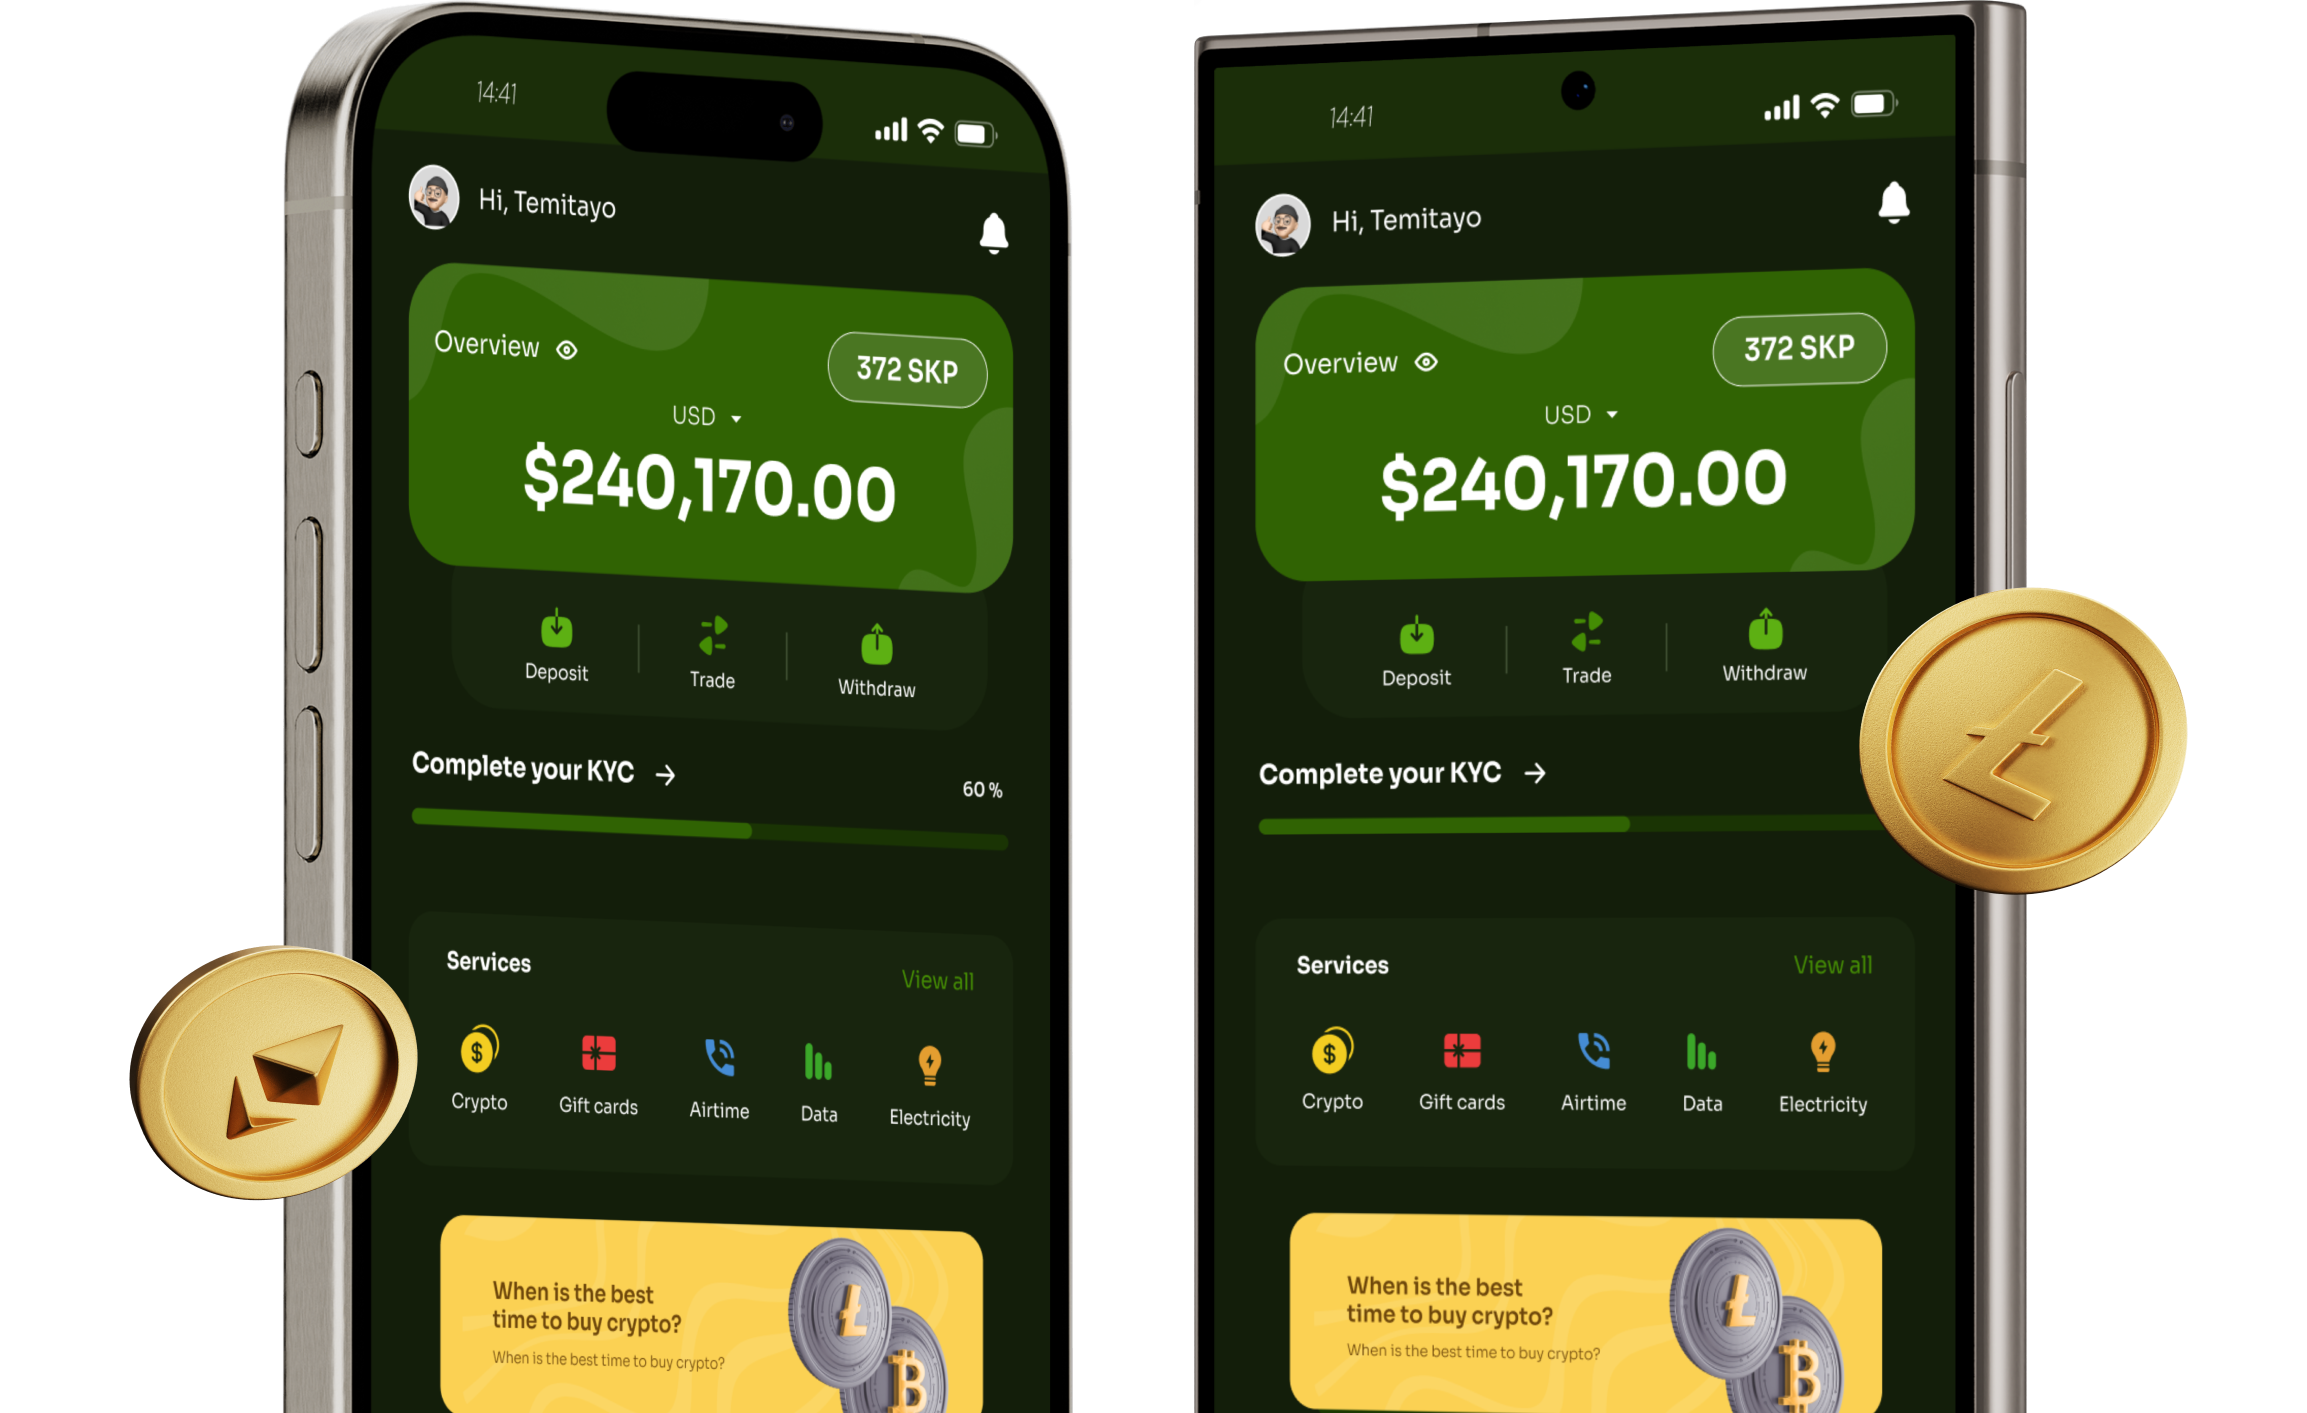 14:41
Hi, Temitayo
Overview
372 SKP
USD
$240,170.00
Deposit
Trade
Withdraw
Complete your KYC
60 %
Services
View all
Crypto
Gift cards
Airtime
Data
Electricity
When is the best
time to buy crypto?
When is the best time to buy crypto?
14:41
Hi, Temitayo
Overview
372 SKP
USD
$240,170.00
Deposit
Trade
Withdraw
Complete your KYC
Services
View all
Crypto
Gift cards
Airtime
Data
Electricity
When is the best
time to buy crypto?
When is the best time to buy crypto?